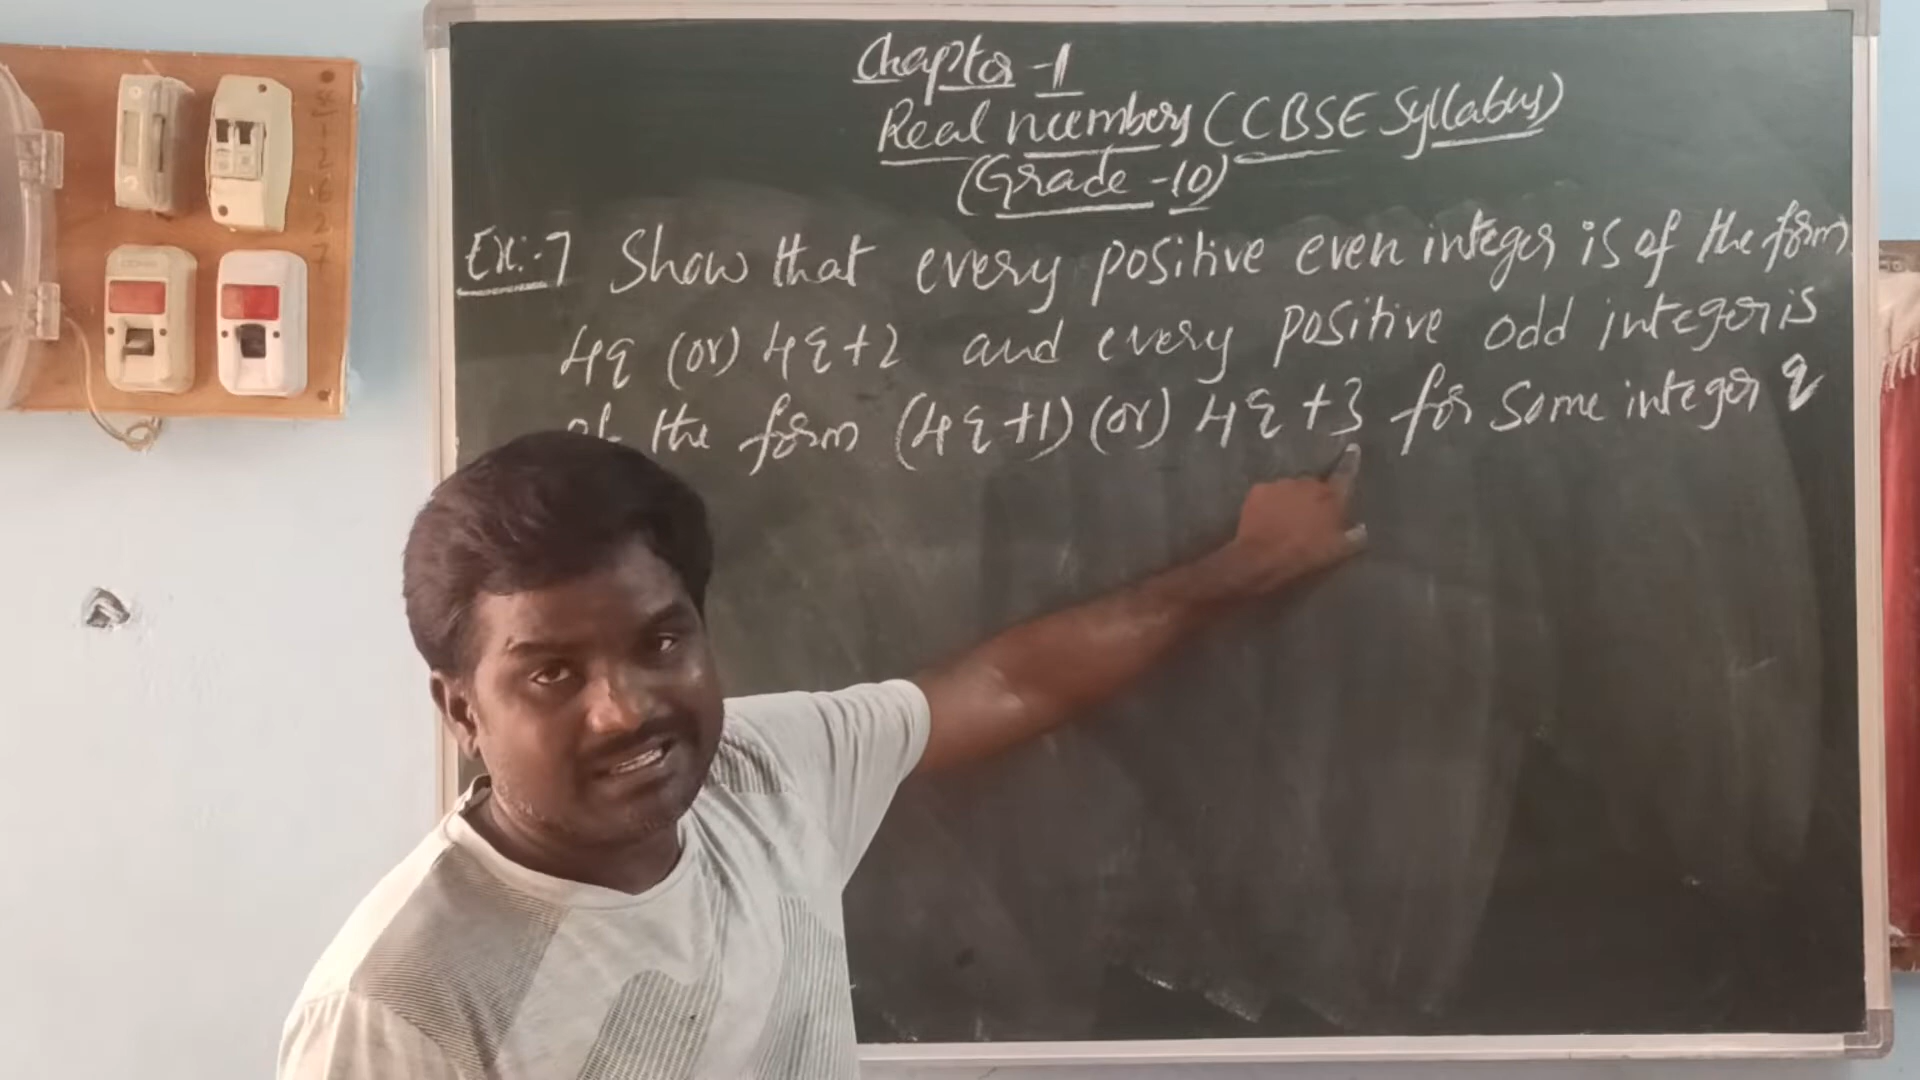 Chapter -1
Real numbers (CBSE Syllabus)
(Grade -10)
Ex:-7 Show that every positive even integer is of the form
4q (or) 4q+2 and every positive odd integer is
of the form (4q+1) (or) 4q+3 for some integer q